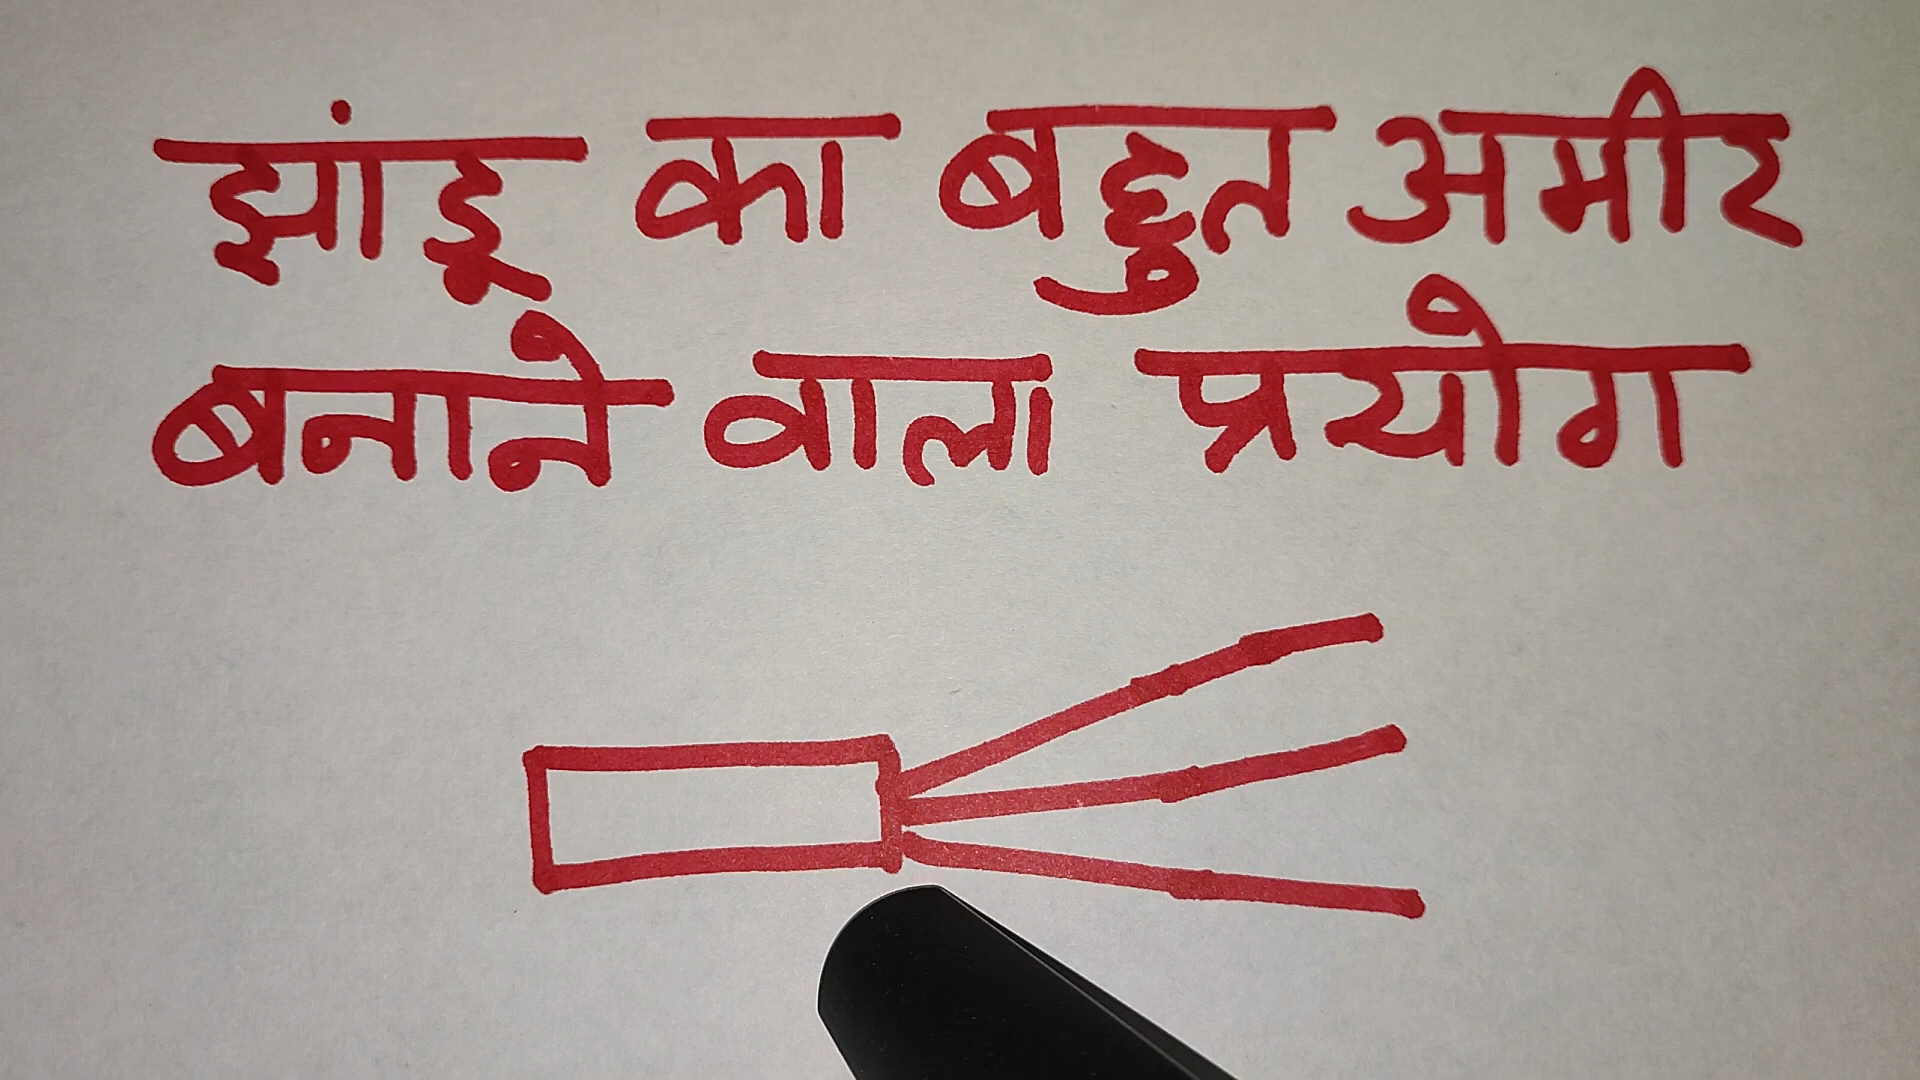 झांडू का बहुत अमीर
बनाने वाला प्रयोग